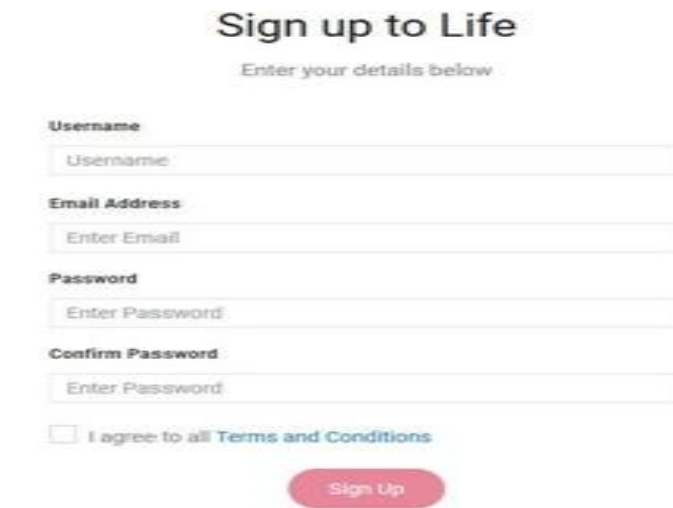 Sign up to Life
Enter your details below
Username
Username
Email Address
Enter Email
Password
Enter Password
Confirm Password
Enter Password
I agree to all Terms and Conditions
Sign Up